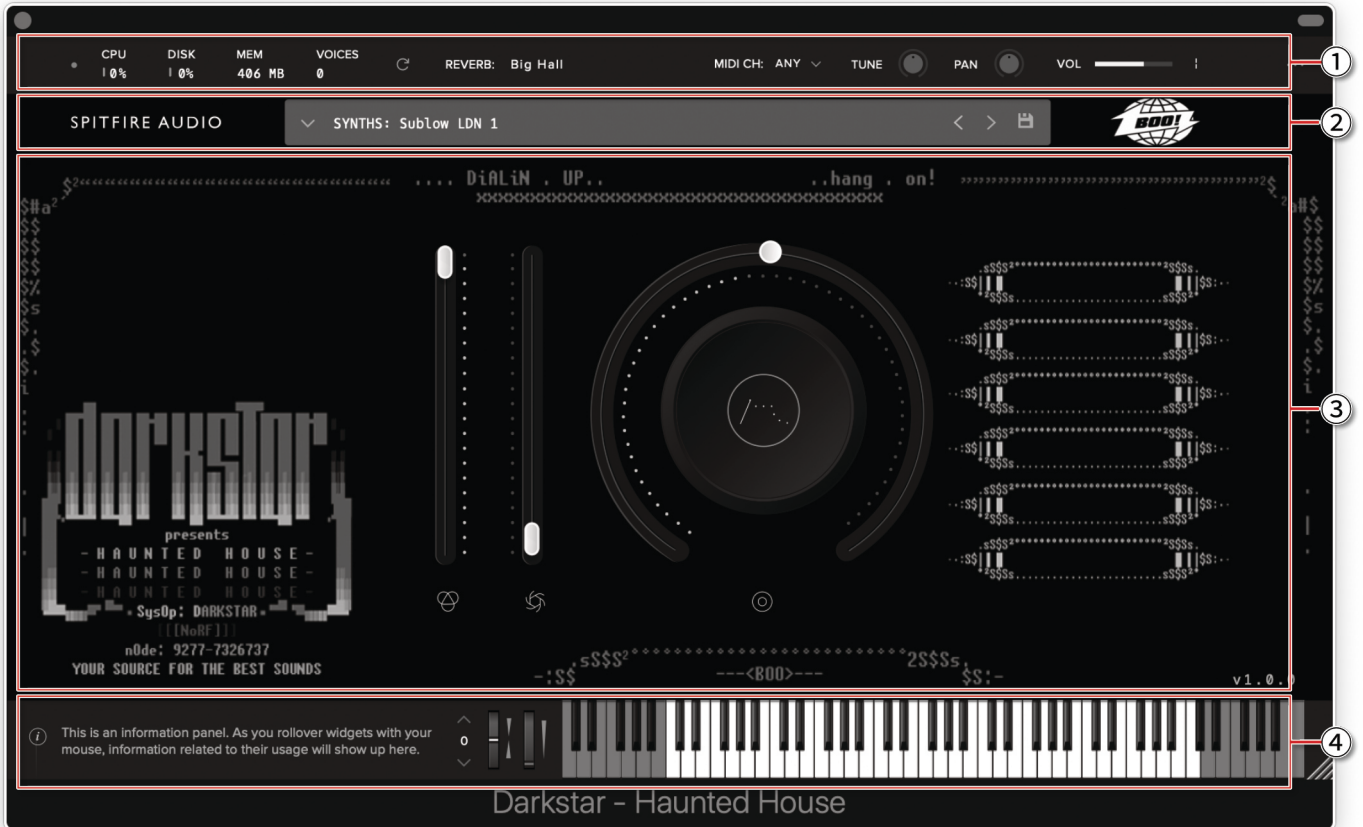 CPU DISK MEM VOICES
0% 0% 406 MB 0
REVERB: Big Hall
MIDI CH: ANY
TUNE
PAN
VOL
1
SPITFIRE AUDIO
SYNTHS: Sublow LDN 1
BOO!
2
.... DiALiN . UP.. ..hang . on!
3
darkstar
presents
-HAUNTED HOUSE-
-HAUNTED HOUSE-
-HAUNTED HOUSE-
SysOp: DARKSTAR
[[[NoRF]]]
n0de: 9277-7326737
YOUR SOURCE FOR THE BEST SOUNDS
---<BOO>---
v1.0.0
This is an information panel. As you rollover widgets with your
mouse, information related to their usage will show up here.
0
4
Darkstar - Haunted House